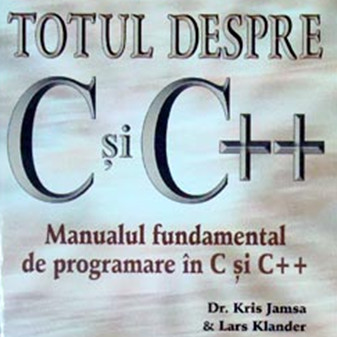 TOTUL DESPRE
C și C++
Manualul fundamental
de programare în C și C++
Dr. Kris Jamsa
& Lars Klander